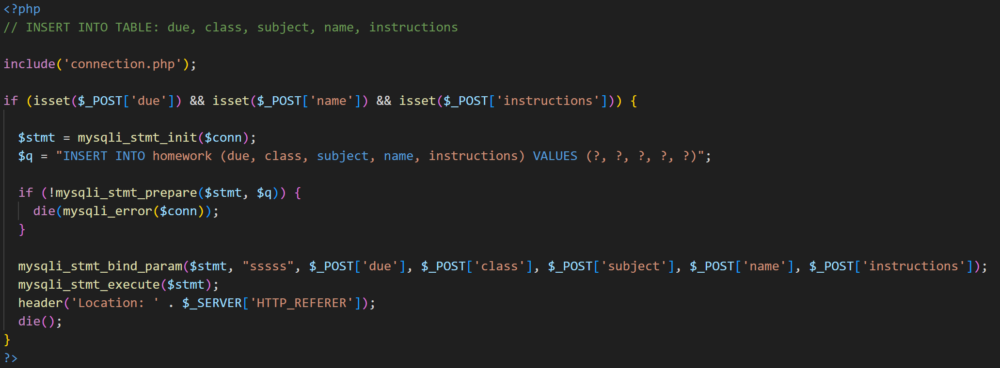 <?php
// INSERT INTO TABLE: due, class, subject, name, instructions
include('connection.php');
if (isset($_POST['due']) && isset($_POST['name']) && isset($_POST['instructions'])) {
$stmt = mysqli_stmt_init($conn);
$q = "INSERT INTO homework (due, class, subject, name, instructions) VALUES (?, ?, ?, ?, ?)";
if (!mysqli_stmt_prepare($stmt, $q)) {
die(mysqli_error($conn));
}
mysqli_stmt_bind_param($stmt, "sssss", $_POST['due'], $_POST['class'], $_POST['subject'], $_POST['name'], $_POST['instructions']);
mysqli_stmt_execute($stmt);
header('Location: ' . $_SERVER['HTTP_REFERER']);
die();
}
?>